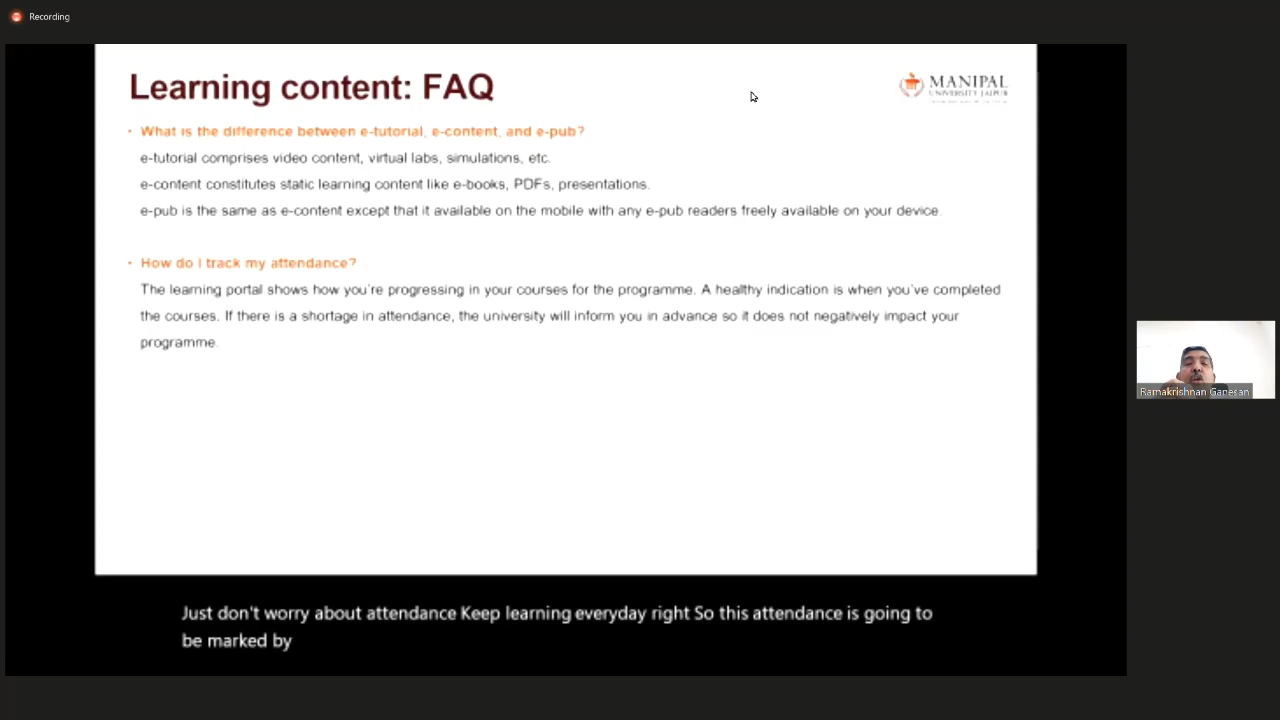 Recording
Learning content: FAQ
MANIPAL
UNIVERSITY JAIPUR
• What is the difference between e-tutorial, e-content, and e-pub?
e-tutorial comprises video content, virtual labs, simulations, etc.
e-content constitutes static learning content like e-books, PDFs, presentations.
e-pub is the same as e-content except that it available on the mobile with any e-pub readers freely available on your device.
• How do I track my attendance?
The learning portal shows how you're progressing in your courses for the programme. A healthy indication is when you've completed
the courses. If there is a shortage in attendance, the university will inform you in advance so it does not negatively impact your
programme.
Ramakrishnan Ganesan
Just don't worry about attendance Keep learning everyday right So this attendance is going to
be marked by